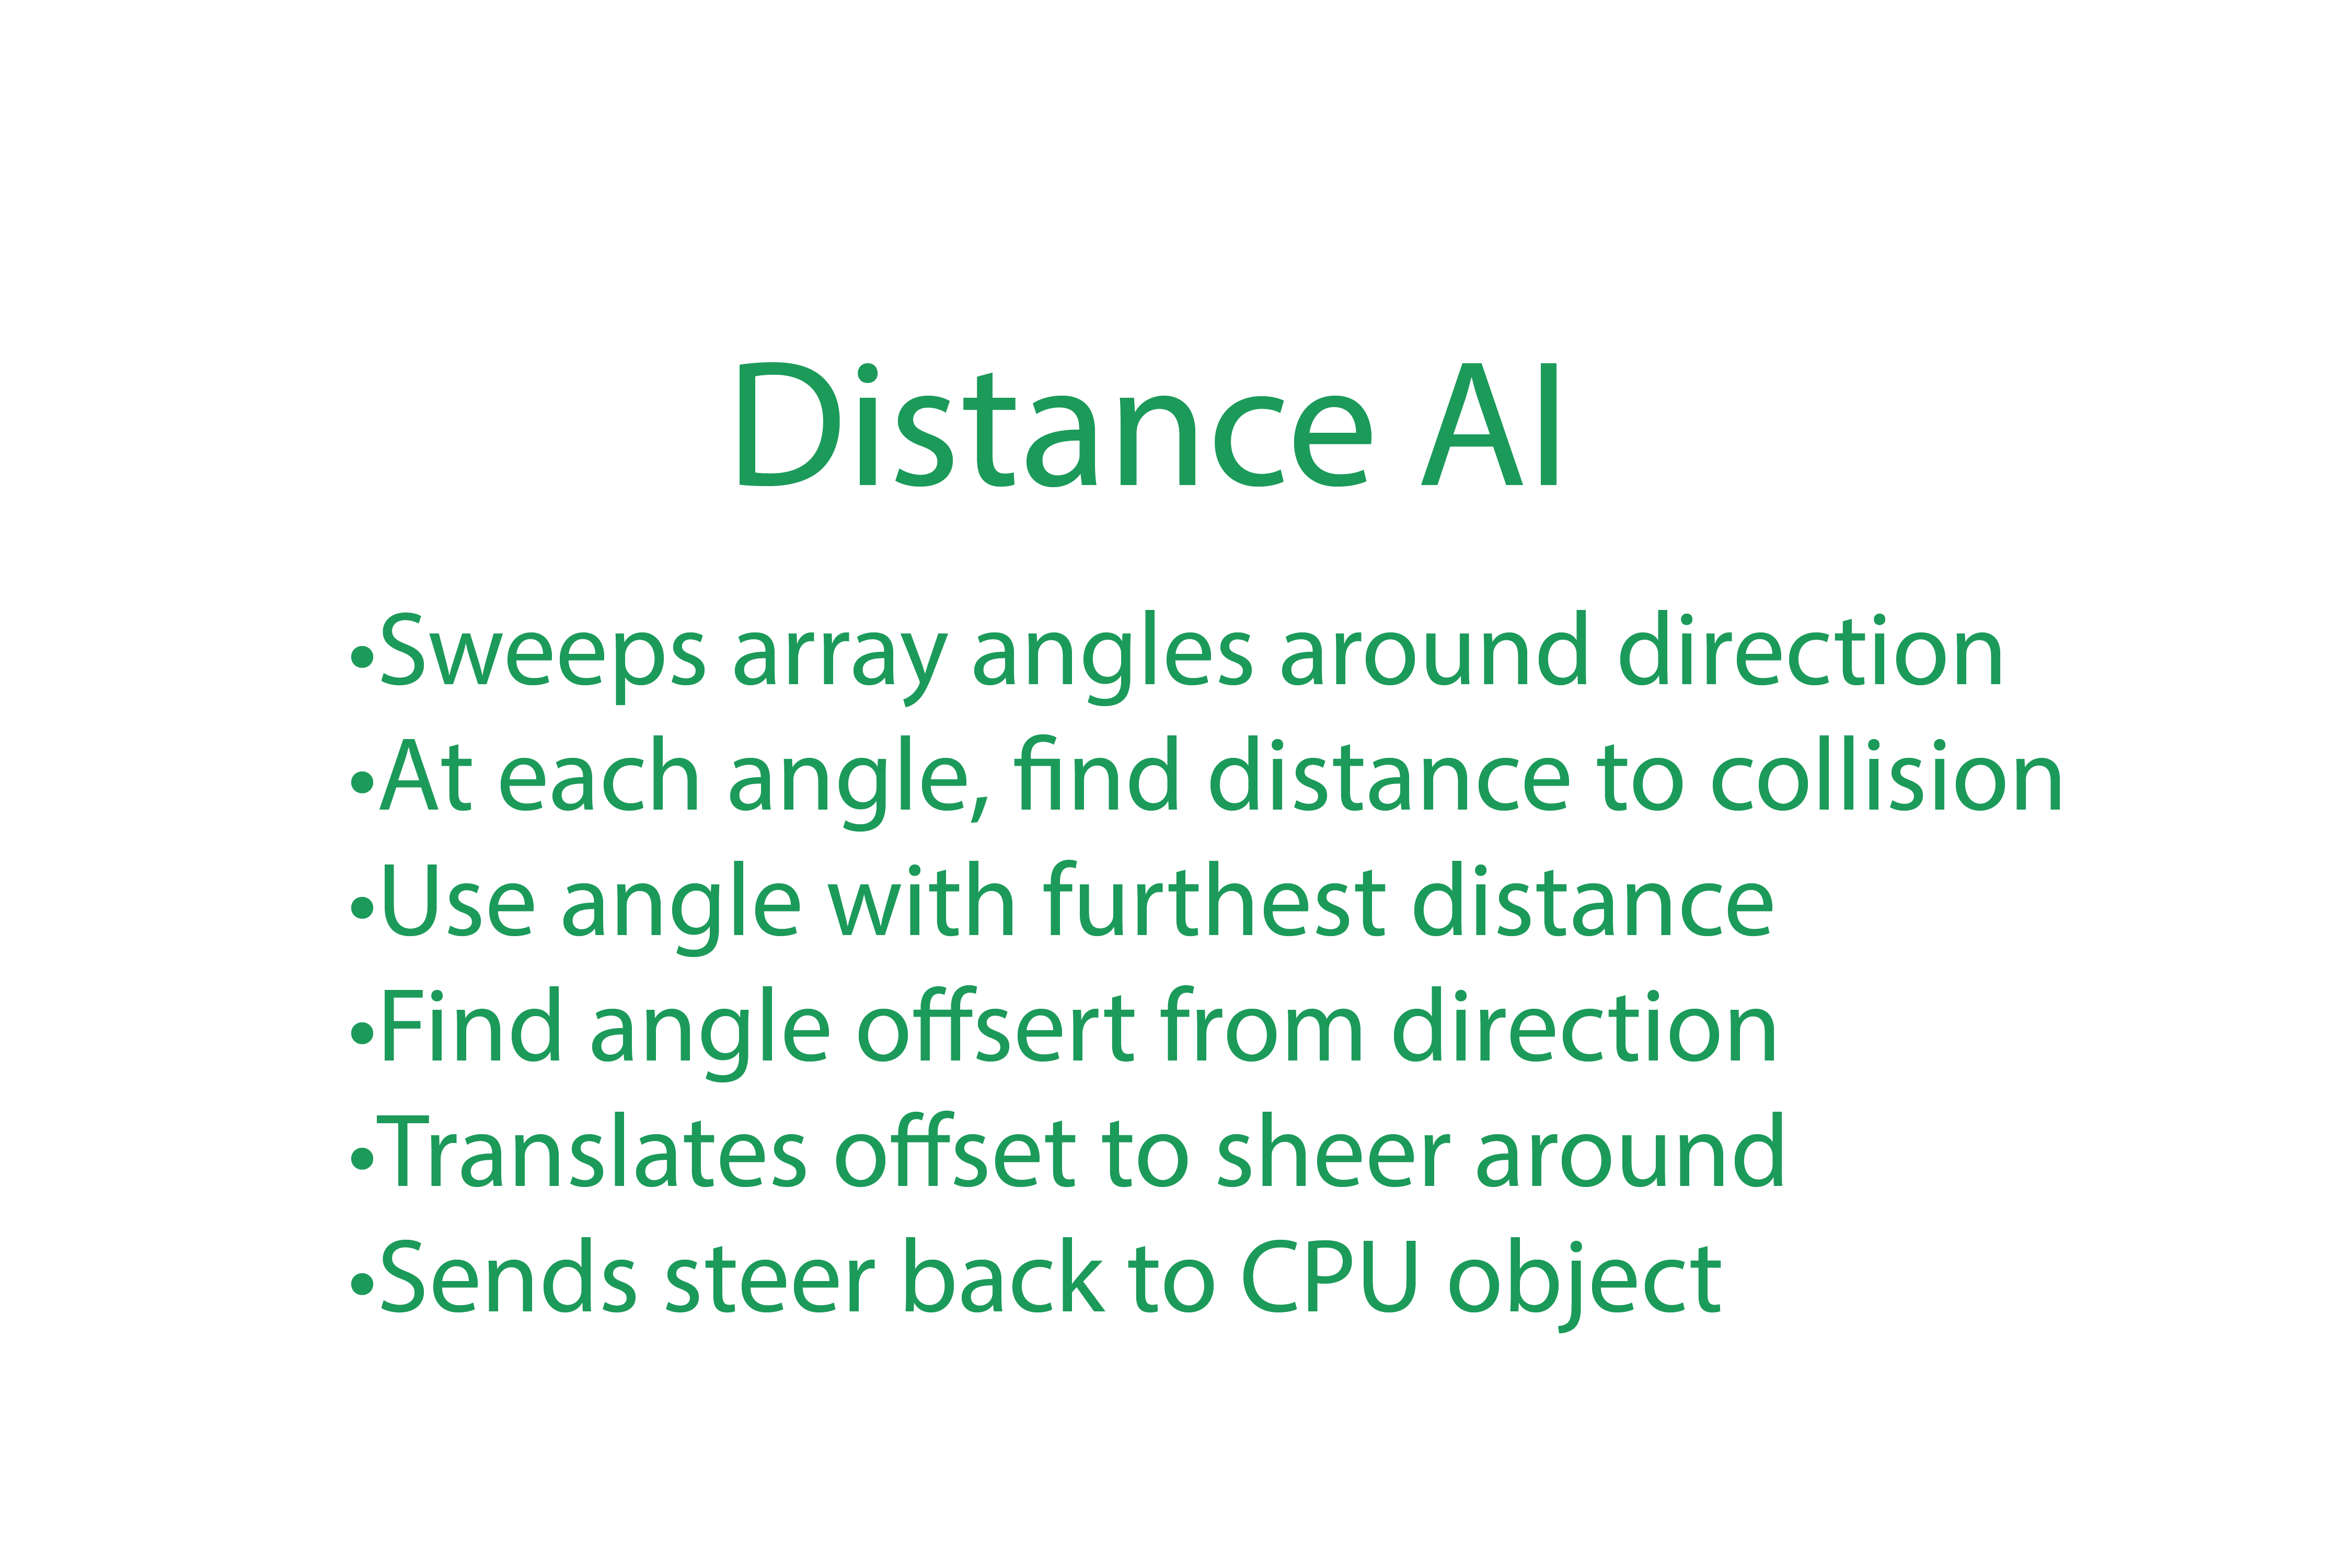 Distance AI
•Sweeps array angles around direction
•At each angle, find distance to collision
•Use angle with furthest distance
•Find angle offsert from direction
•Translates offset to sheer around
•Sends steer back to CPU object